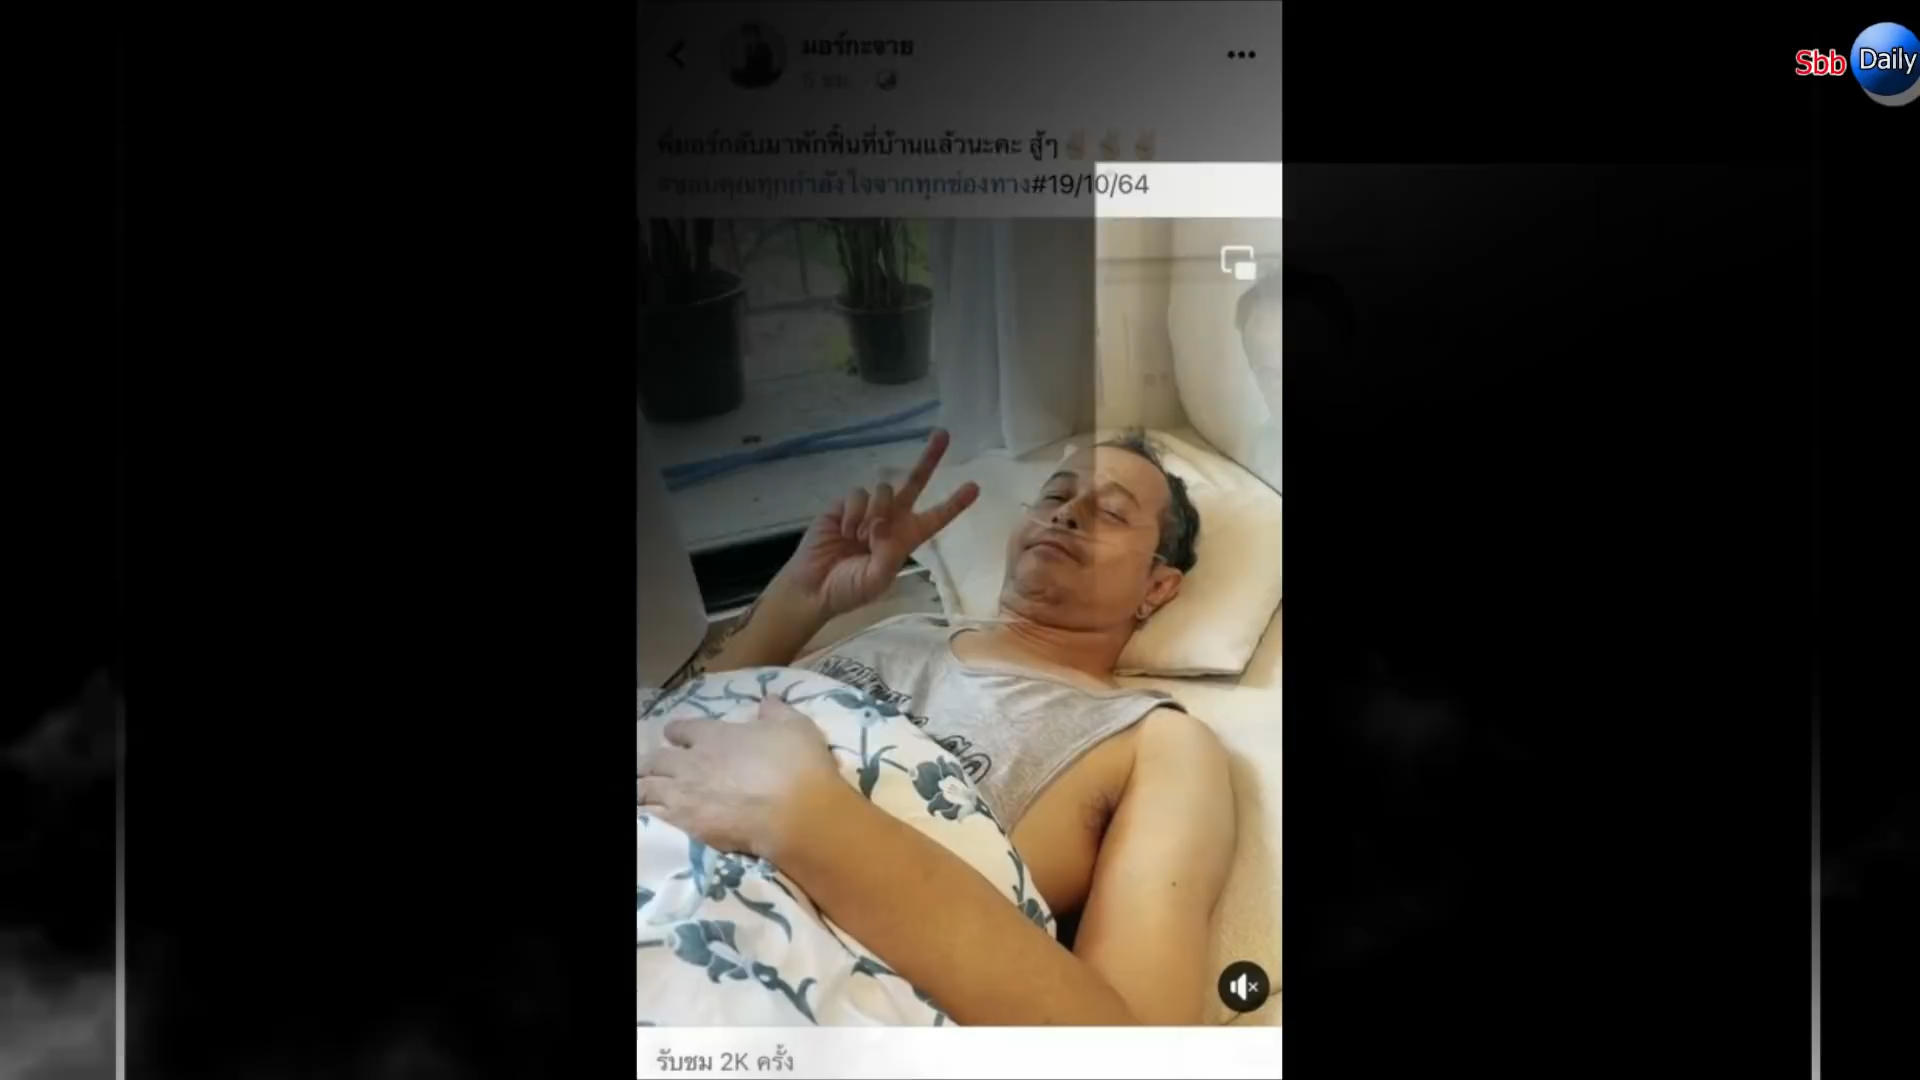 Sbb Daily
มอร์กะจาย
5 ชม.
พี่มอร์กลับมาพักฟื้นที่บ้านแล้วนะคะ สู้ๆ✌🏻✌🏻✌🏻
#ขอบคุณทุกกำลังใจจากทุกช่องทาง#19/10/64
รับชม 2K ครั้ง